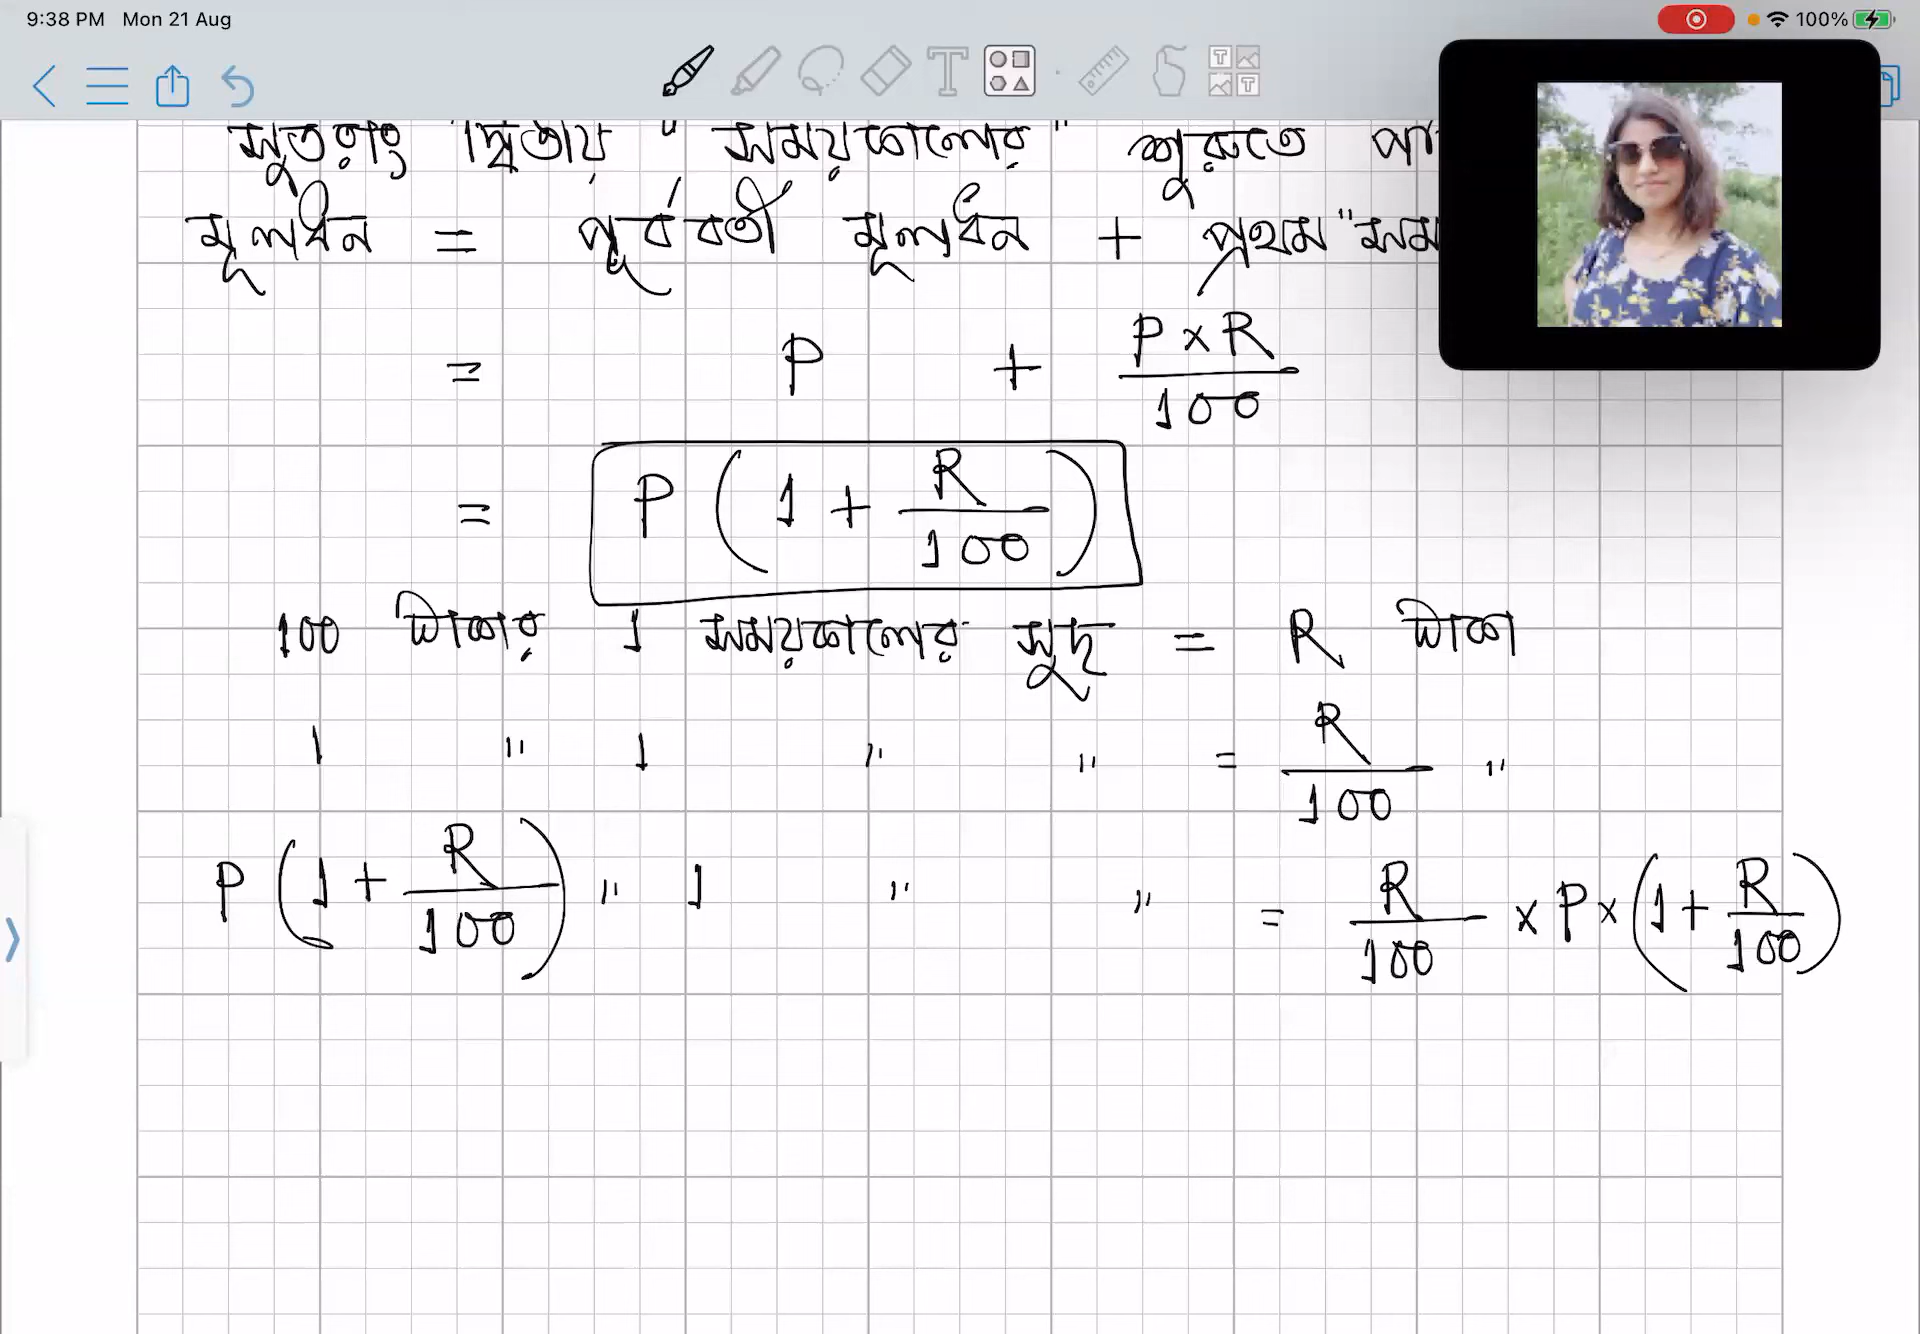 9:38 PM Mon 21 Aug 100%
সুতরাং দ্বিতীয় "সময়কালের" শুরুতে
মূলধন = পূর্ববর্তী মূলধন + প্রথম "সম
= P + P × R / 100
= P ( 1 + R / 100 )
100 টাকার 1 সময়কালের সুদ = R টাকা
1 " 1 " " = R / 100 "
P ( 1 + R / 100 ) " 1 " " = R / 100 × P × ( 1 + R / 100 )